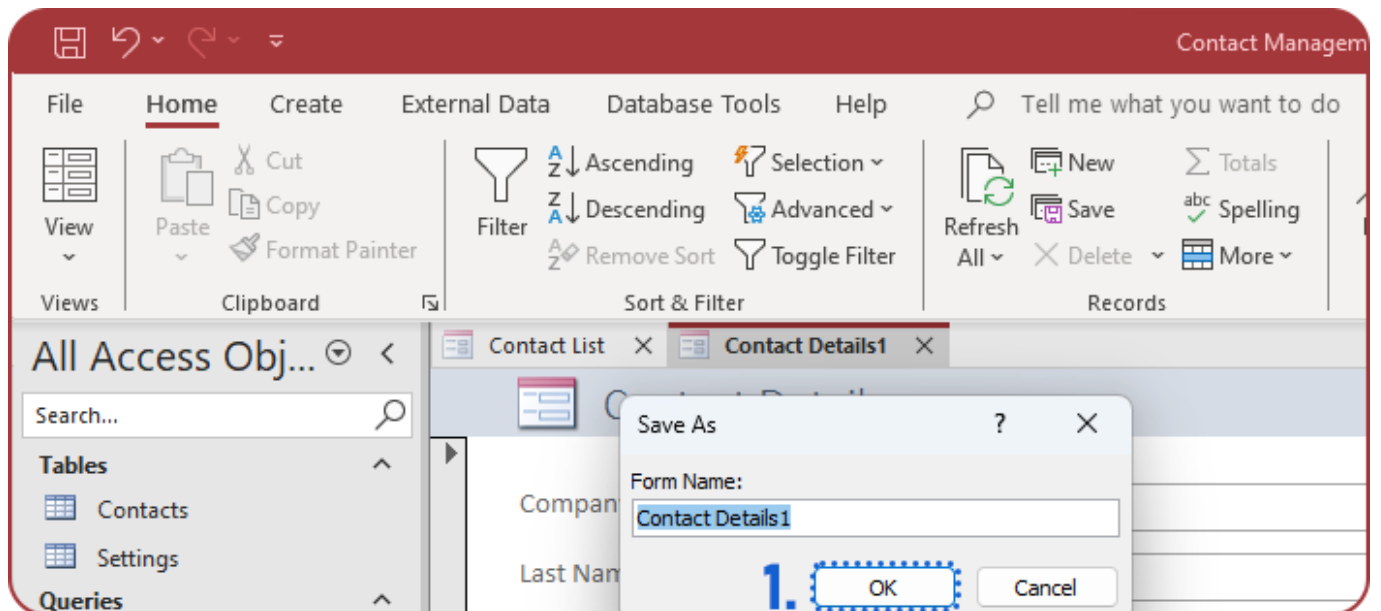 Contact Managem
File Home Create External Data Database Tools Help Tell me what you want to do
Cut Ascending Selection New Totals
Copy Descending Advanced Save abc Spelling
View Paste Format Painter Filter Remove Sort Toggle Filter Refresh All Delete More
Views Clipboard Sort & Filter Records
All Access Obj... Contact List Contact Details1
Search...
Save As ?
Tables
Form Name:
Contacts Compan
Contact Details1
Settings
Last Nam 1. OK Cancel
Queries